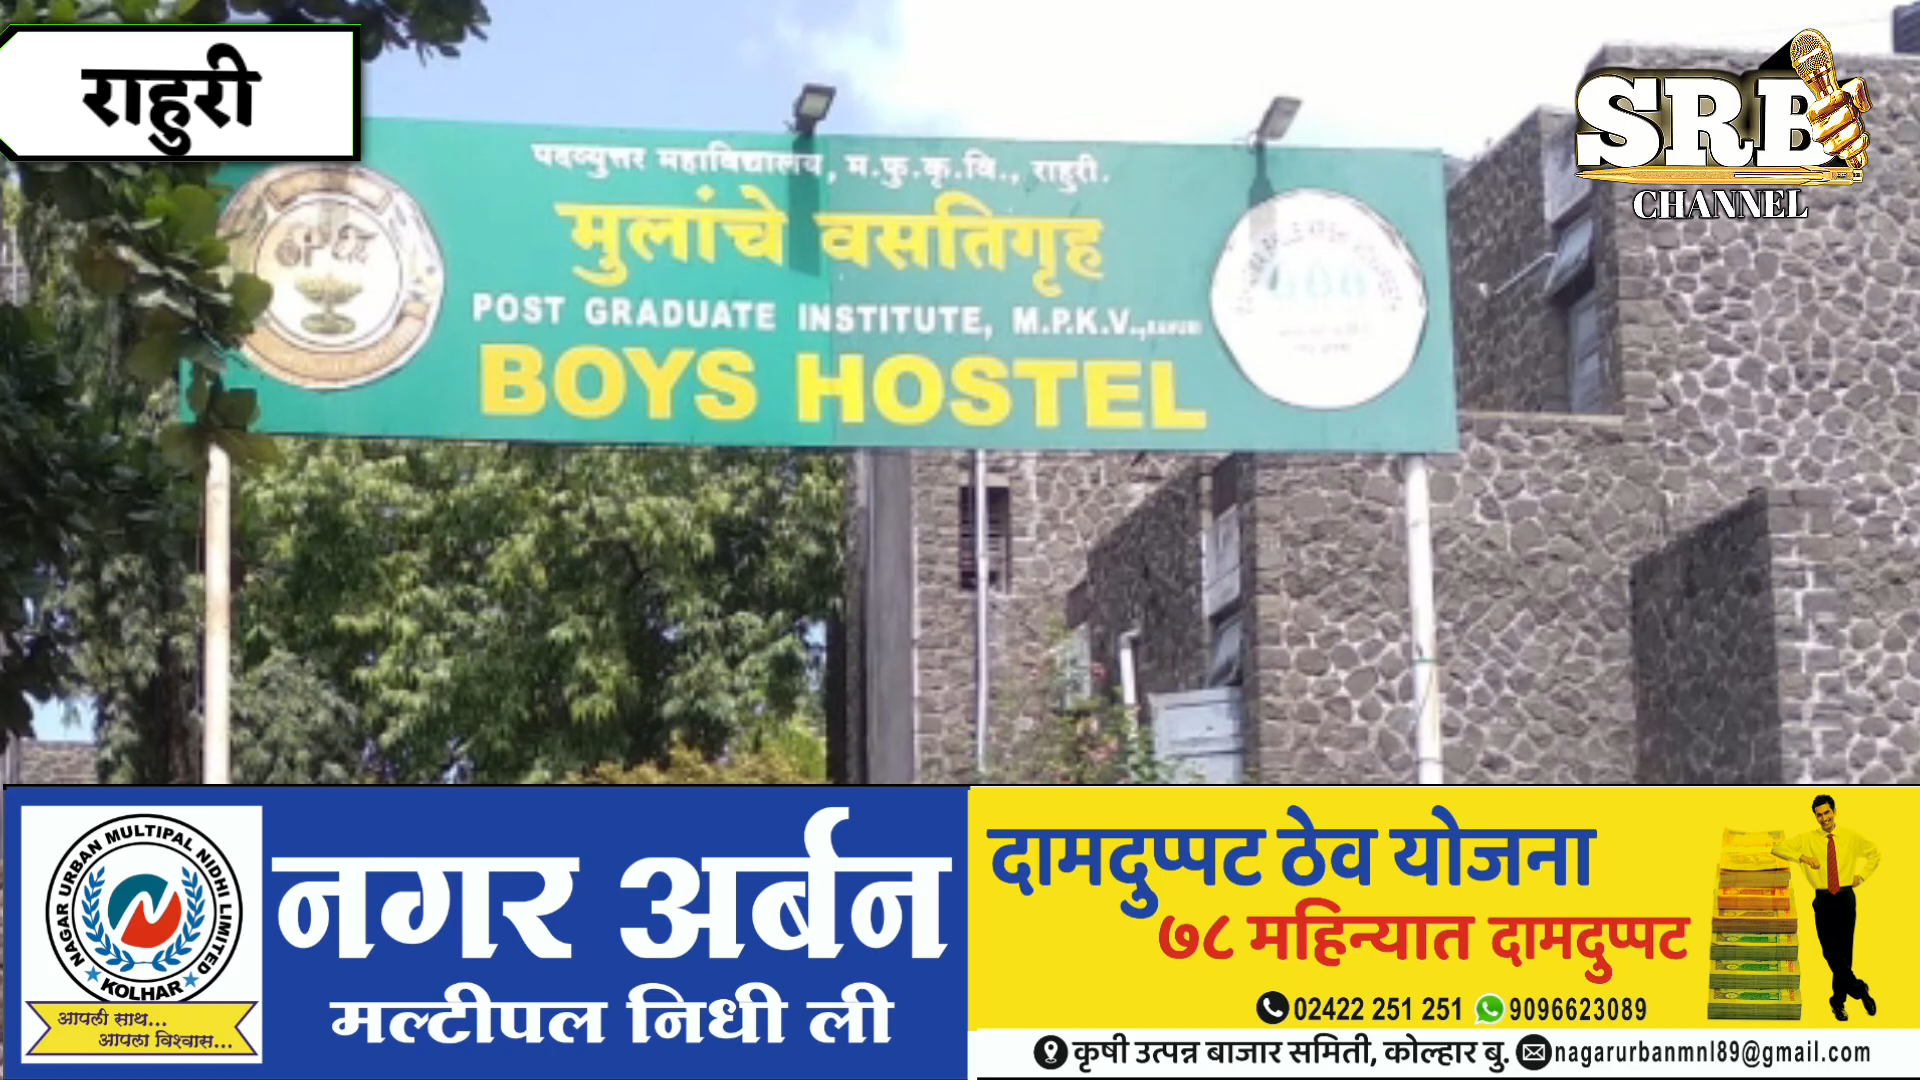 राहुरी
SRB
CHANNEL
पदव्युत्तर महाविद्यालय, म.फु.कृ.वि., राहुरी.
मुलांचे वसतिगृह
POST GRADUATE INSTITUTE, M.P.K.V., RAHURI
BOYS HOSTEL
NAGAR URBAN MULTIPAL NIDHI LIMITED
KOLHAR
आपली साथ...
आपला विश्वास...
नगर अर्बन
मल्टीपल निधी ली
दामदुप्पट ठेव योजना
७८ महिन्यात दामदुप्पट
02422 251 251 9096623089
कृषी उत्पन्न बाजार समिती, कोल्हार बु. nagarurbanmnl89@gmail.com